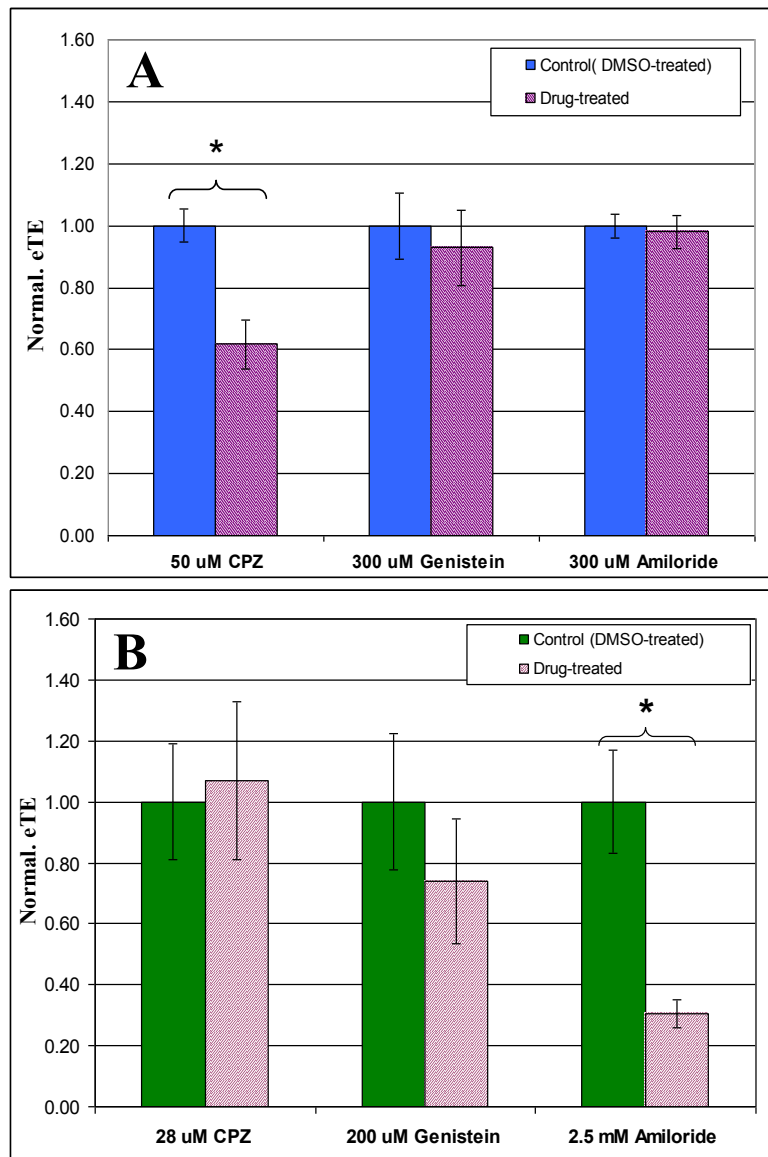 A
Control( DMSO-treated)
Drug-treated
*
Normal. eTE
1.60
1.40
1.20
1.00
0.80
0.60
0.40
0.20
0.00
50 uM CPZ 300 uM Genistein 300 uM Amiloride
B
Control (DMSO-treated)
Drug-treated
*
Normal. eTE
1.60
1.40
1.20
1.00
0.80
0.60
0.40
0.20
0.00
28 uM CPZ 200 uM Genistein 2.5 mM Amiloride